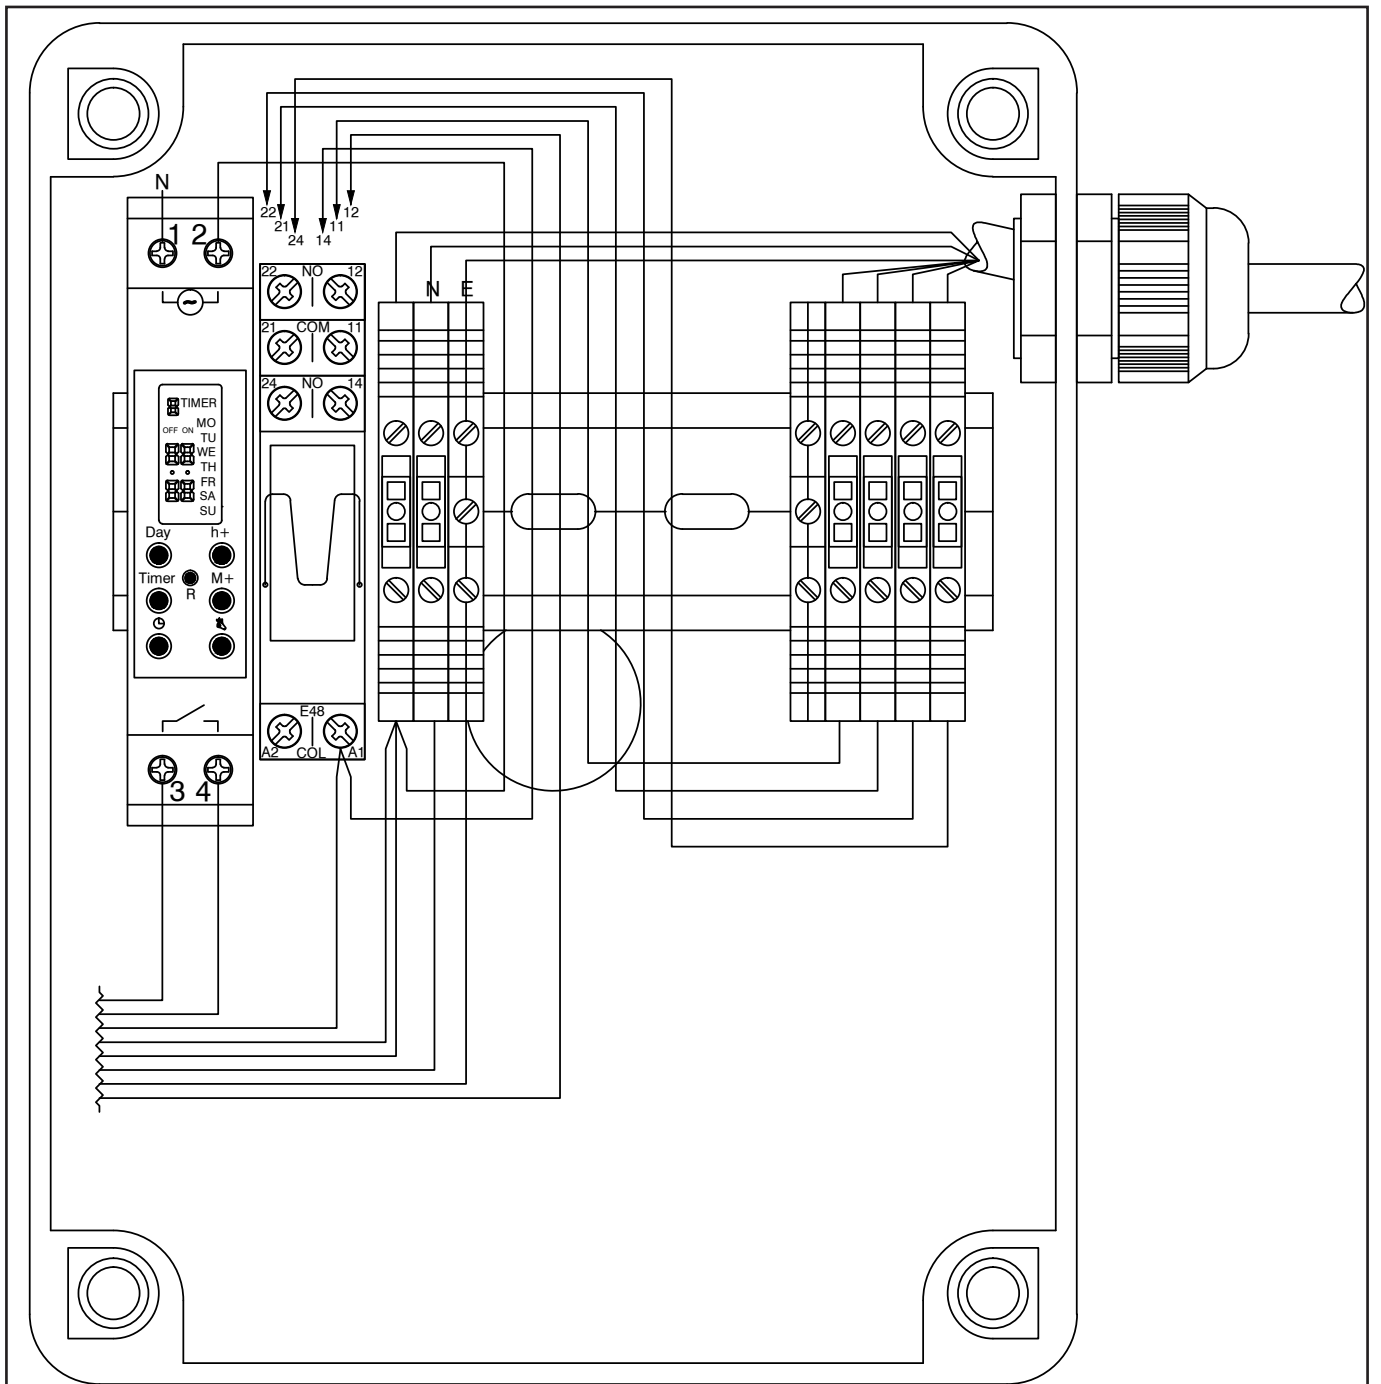 N
1 2
22
12
21
11
24 14
22 NO 12
21 COM 11
24 NO 14
N E
TIMER
OFF ON
MO
TU
WE
TH
FR
SA
SU
Day h+
Timer M+
R
E48
A2 COL A1
3 4